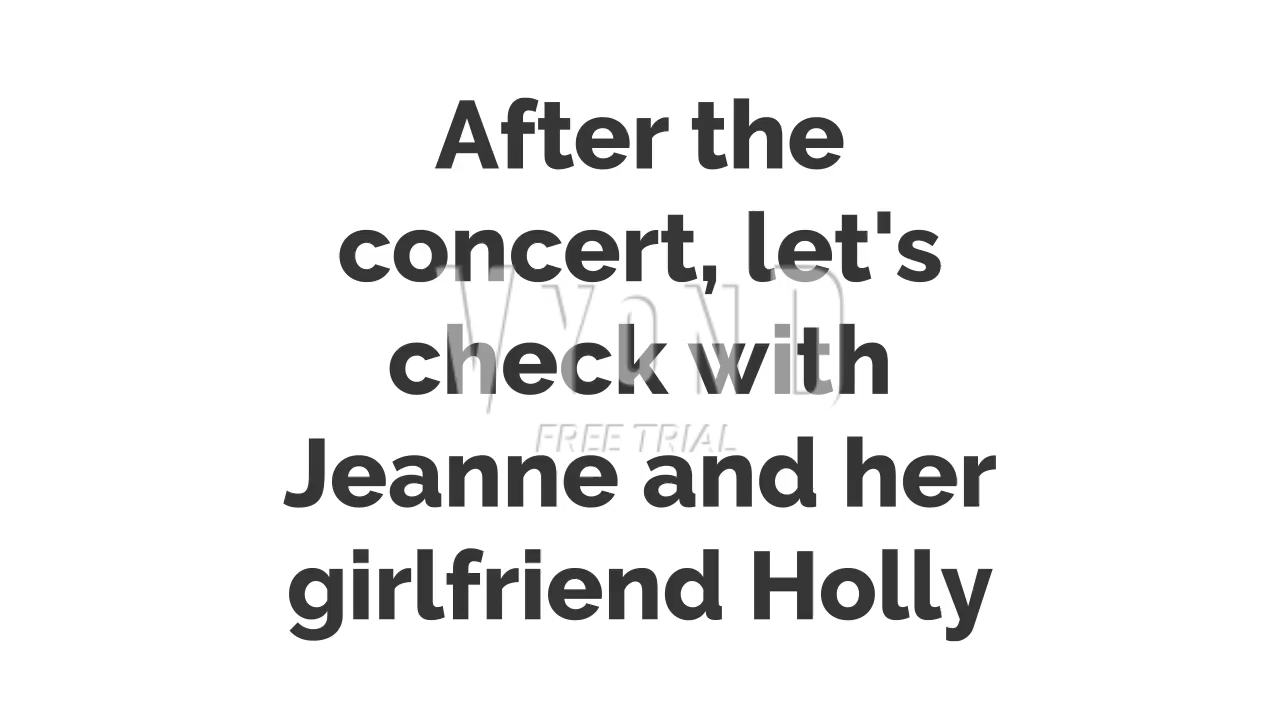 After the
concert, let's
check with
Jeanne and her
girlfriend Holly
VYOND
FREE TRIAL